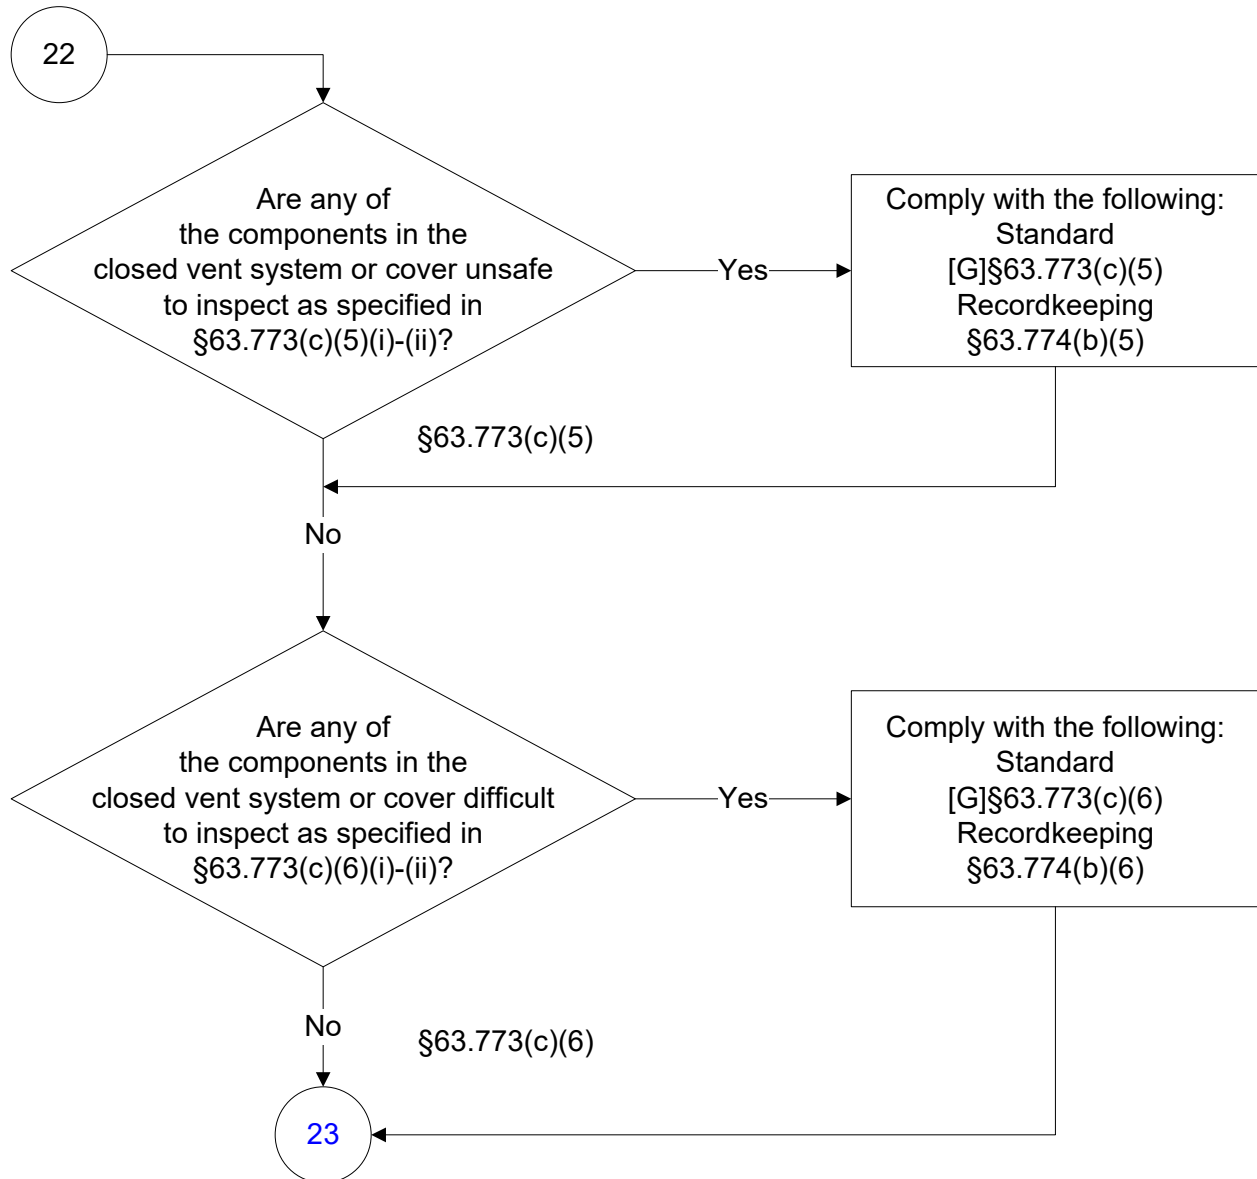 22
Are any of
the components in the
closed vent system or cover unsafe
to inspect as specified in
§63.773(c)(5)(i)-(ii)?
Yes
Comply with the following:
Standard
[G]§63.773(c)(5)
Recordkeeping
§63.774(b)(5)
§63.773(c)(5)
No
Are any of
the components in the
closed vent system or cover difficult
to inspect as specified in
§63.773(c)(6)(i)-(ii)?
Yes
Comply with the following:
Standard
[G]§63.773(c)(6)
Recordkeeping
§63.774(b)(6)
No
§63.773(c)(6)
23